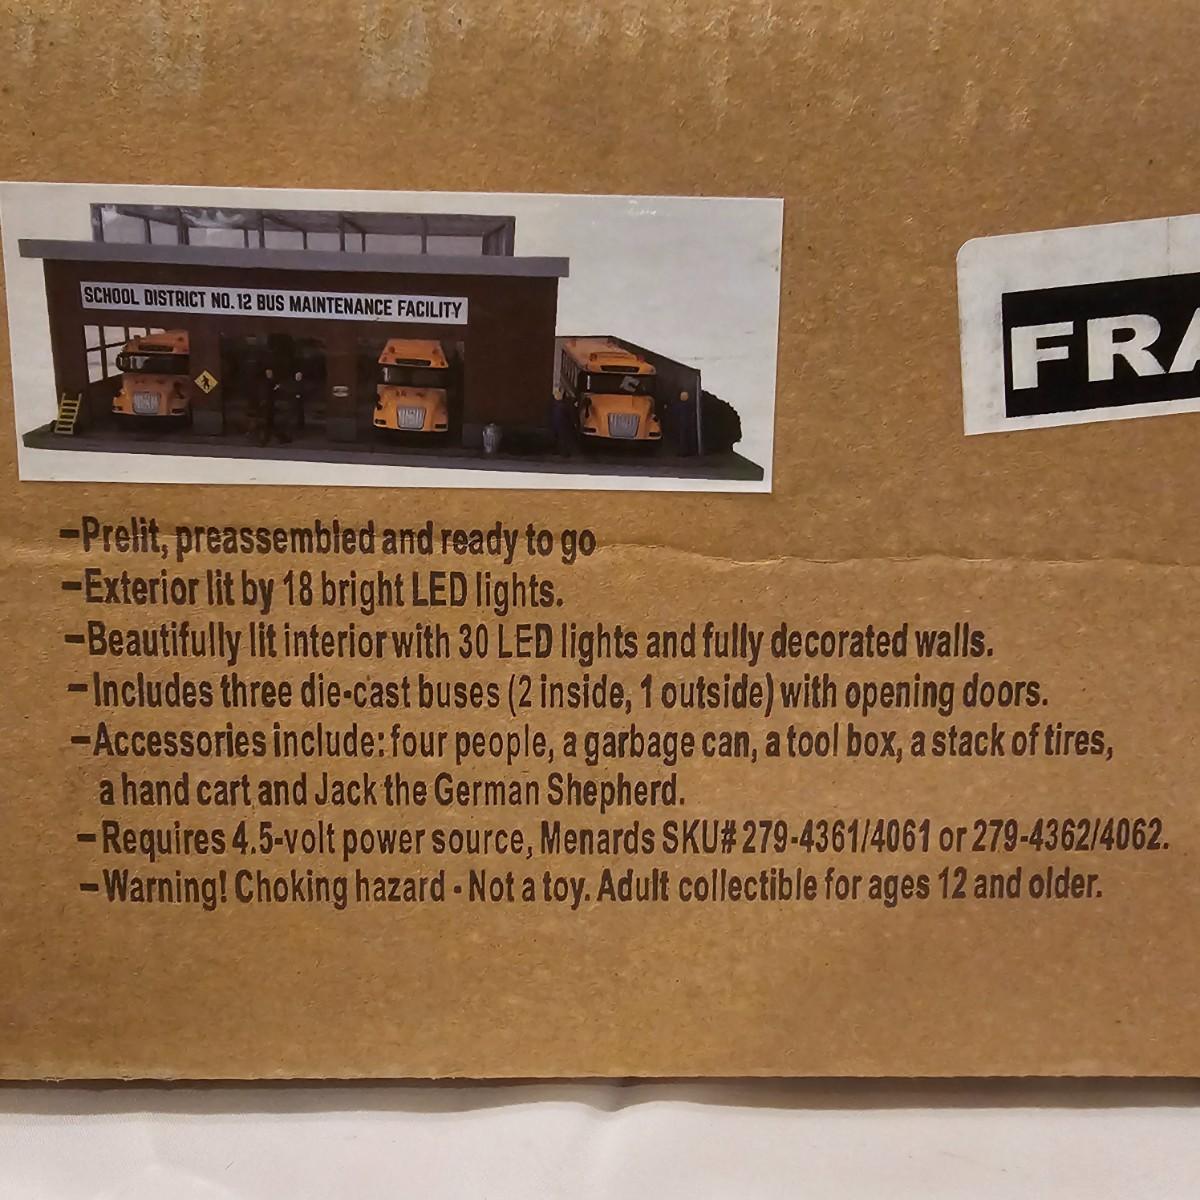 SCHOOL DISTRICT NO. 12 BUS MAINTENANCE FACILITY
FRA
-Prelit, preassembled and ready to go
-Exterior lit by 18 bright LED lights.
-Beautifully lit interior with 30 LED lights and fully decorated walls.
-Includes three die-cast buses (2 inside, 1 outside) with opening doors.
-Accessories include: four people, a garbage can, a tool box, a stack of tires,
a hand cart and Jack the German Shepherd.
-Requires 4.5-volt power source, Menards SKU# 279-4361/4061 or 279-4362/4062.
-Warning! Choking hazard - Not a toy. Adult collectible for ages 12 and older.